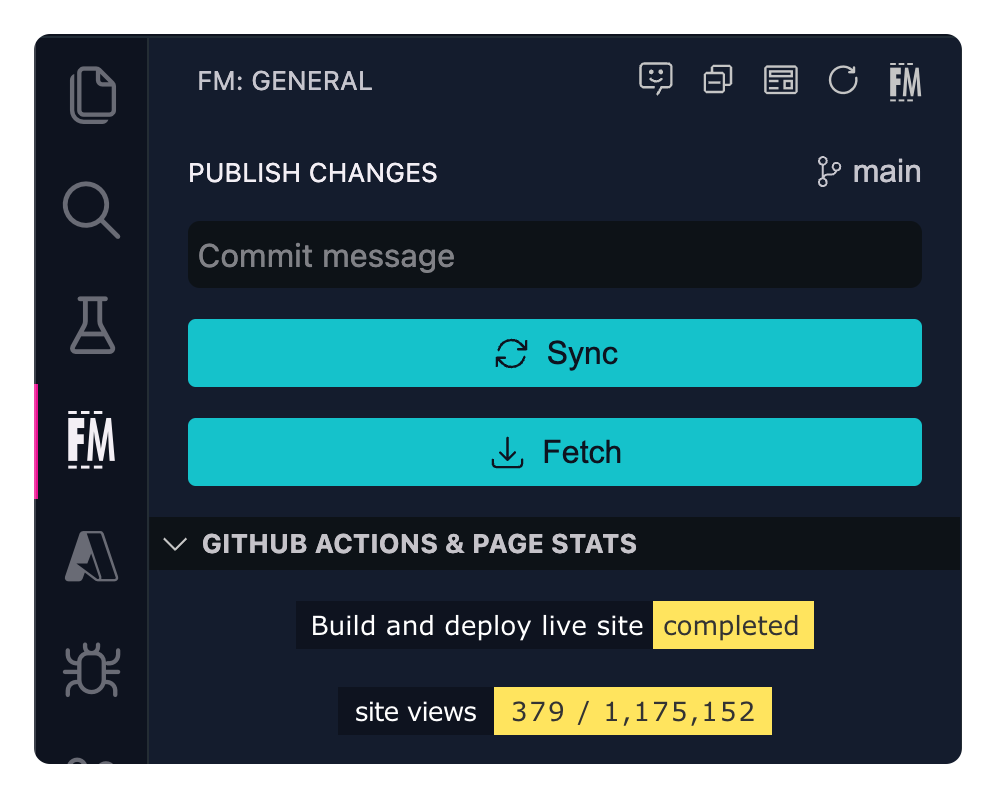 FM: GENERAL
FM
PUBLISH CHANGES
main
Commit message
Sync
FM
Fetch
GITHUB ACTIONS & PAGE STATS
Build and deploy live site completed
site views 379 / 1,175,152